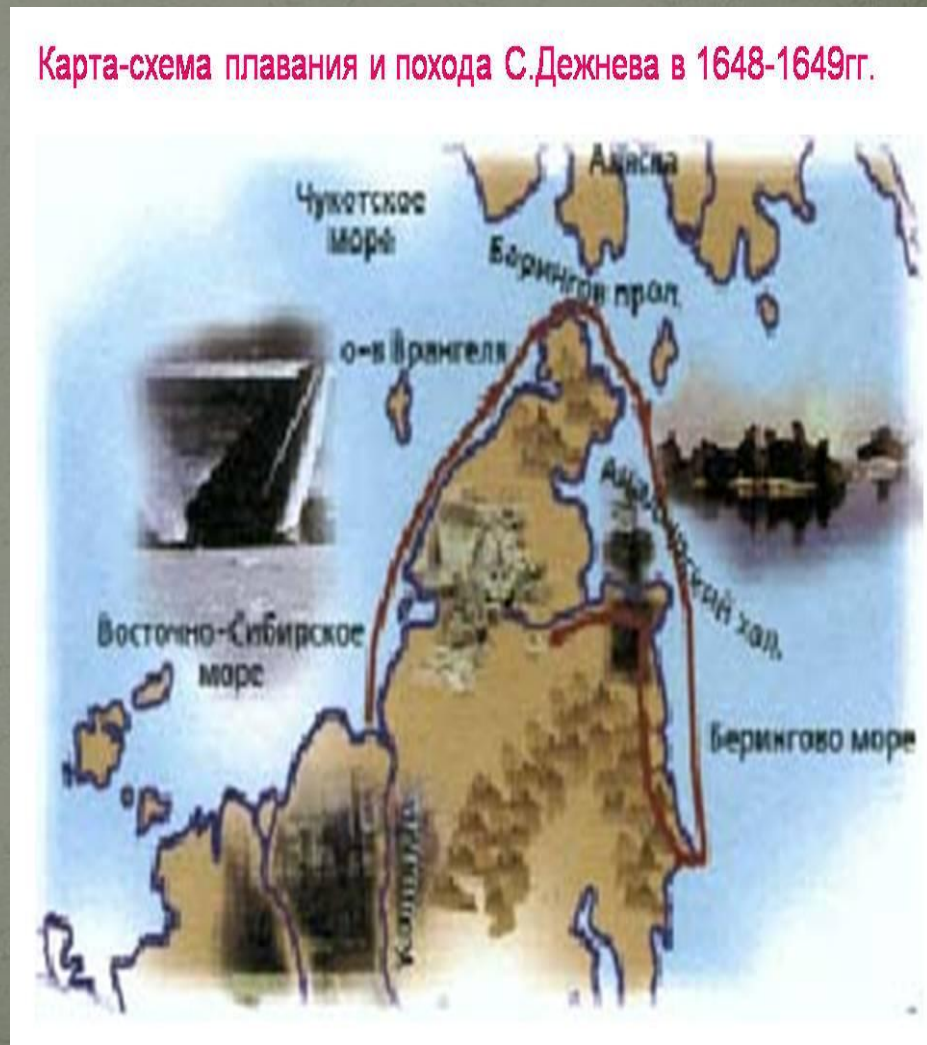 Карта-схема плавания и похода С.Дежнева в 1648-1649гг.
Аляска
Чукотское
море
Барингов прол.
о-в Врангеля
Анадырский зал.
Восточно-Сибирское
море
Берингово море
Колыма